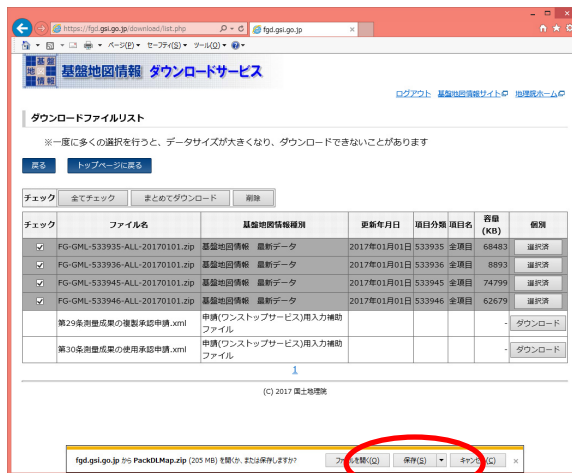 https://fgd.gsi.go.jp/download/list.php
fgd.gsi.go.jp
ページ(P) セーフティ(S) ツール(O)
基盤地図情報 基盤地図情報 ダウンロードサービス
ログアウト 基盤地図情報サイト 地理院ホーム
ダウンロードファイルリスト
※一度に多くの選択を行うと、データサイズが大きくなり、ダウンロードできないことがあります
戻る トップページに戻る
チェック 全てチェック まとめてダウンロード 削除
チェック ファイル名 基盤地図情報種別 更新年月日 項目分類 項目名 容量(KB) 個別
FG-GML-533935-ALL-20170101.zip 基盤地図情報 最新データ 2017年01月01日 533935 全項目 68483 選択済
FG-GML-533936-ALL-20170101.zip 基盤地図情報 最新データ 2017年01月01日 533936 全項目 8893 選択済
FG-GML-533945-ALL-20170101.zip 基盤地図情報 最新データ 2017年01月01日 533945 全項目 74799 選択済
FG-GML-533946-ALL-20170101.zip 基盤地図情報 最新データ 2017年01月01日 533946 全項目 62679 選択済
第29条測量成果の複製承認申請.xml 申請(ワンストップサービス)用入力補助ファイル - ダウンロード
第30条測量成果の使用承認申請.xml 申請(ワンストップサービス)用入力補助ファイル - ダウンロード
1
(C) 2017 国土地理院
fgd.gsi.go.jp から PackDLMap.zip (205 MB) を開くか、または保存しますか? ファイルを開く(O) 保存(S) キャンセル(C)